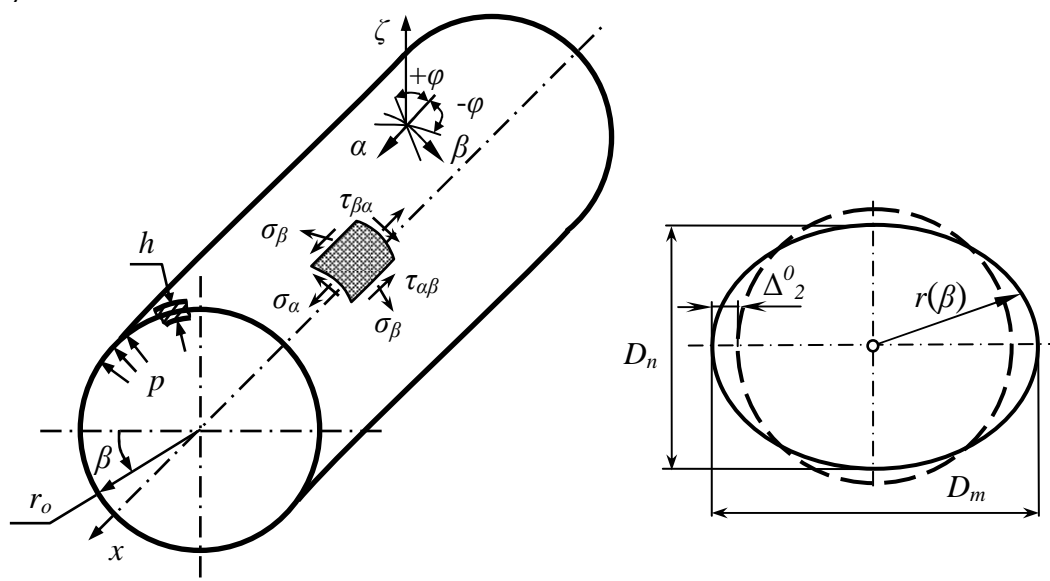 ζ
+φ
-φ
α
β
τβα
σβ
h
σα
ταβ
σβ
p
β
rₒ
x
Δ⁰₂
r(β)
Dₙ
Dₘ